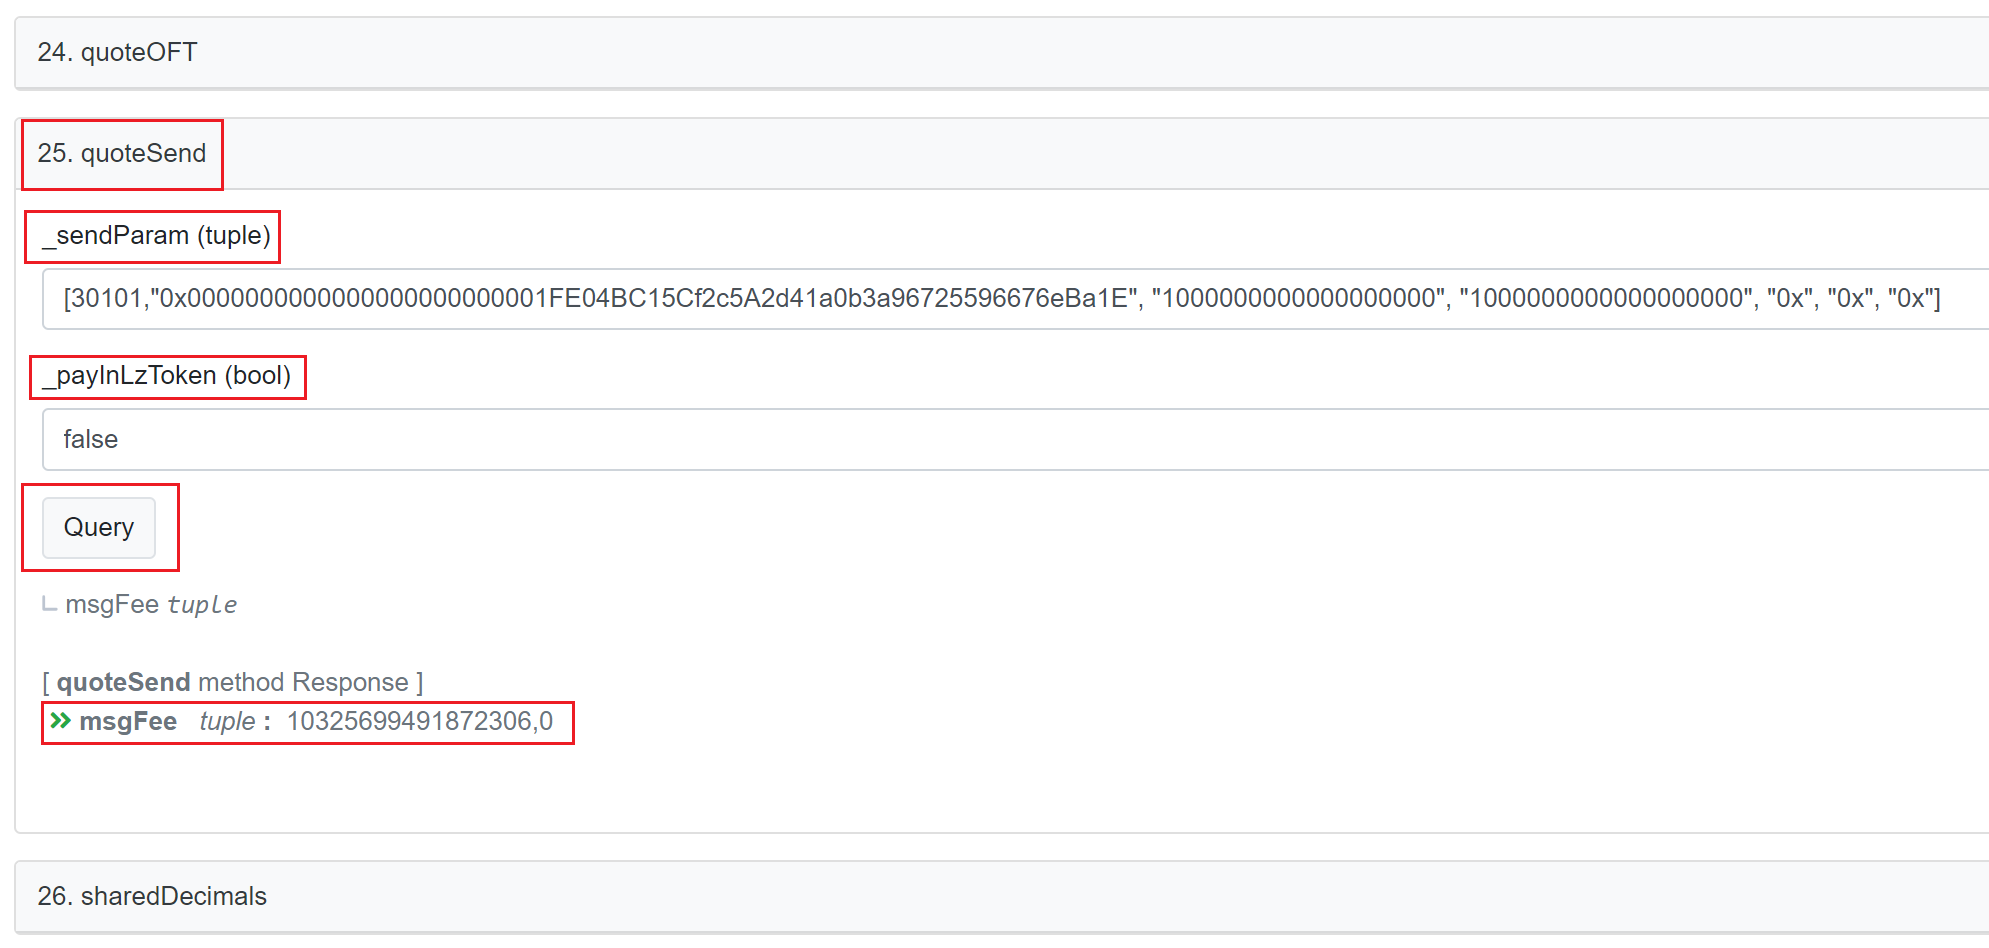 24. quoteOFT
25. quoteSend
_sendParam (tuple)
[30101,"0x0000000000000000000000001FE04BC15Cf2c5A2d41a0b3a96725596676eBa1E", "1000000000000000000", "1000000000000000000", "0x", "0x", "0x"]
_payInLzToken (bool)
false
Query
msgFee tuple
[ quoteSend method Response ]
msgFee tuple : 10325699491872306,0
26. sharedDecimals